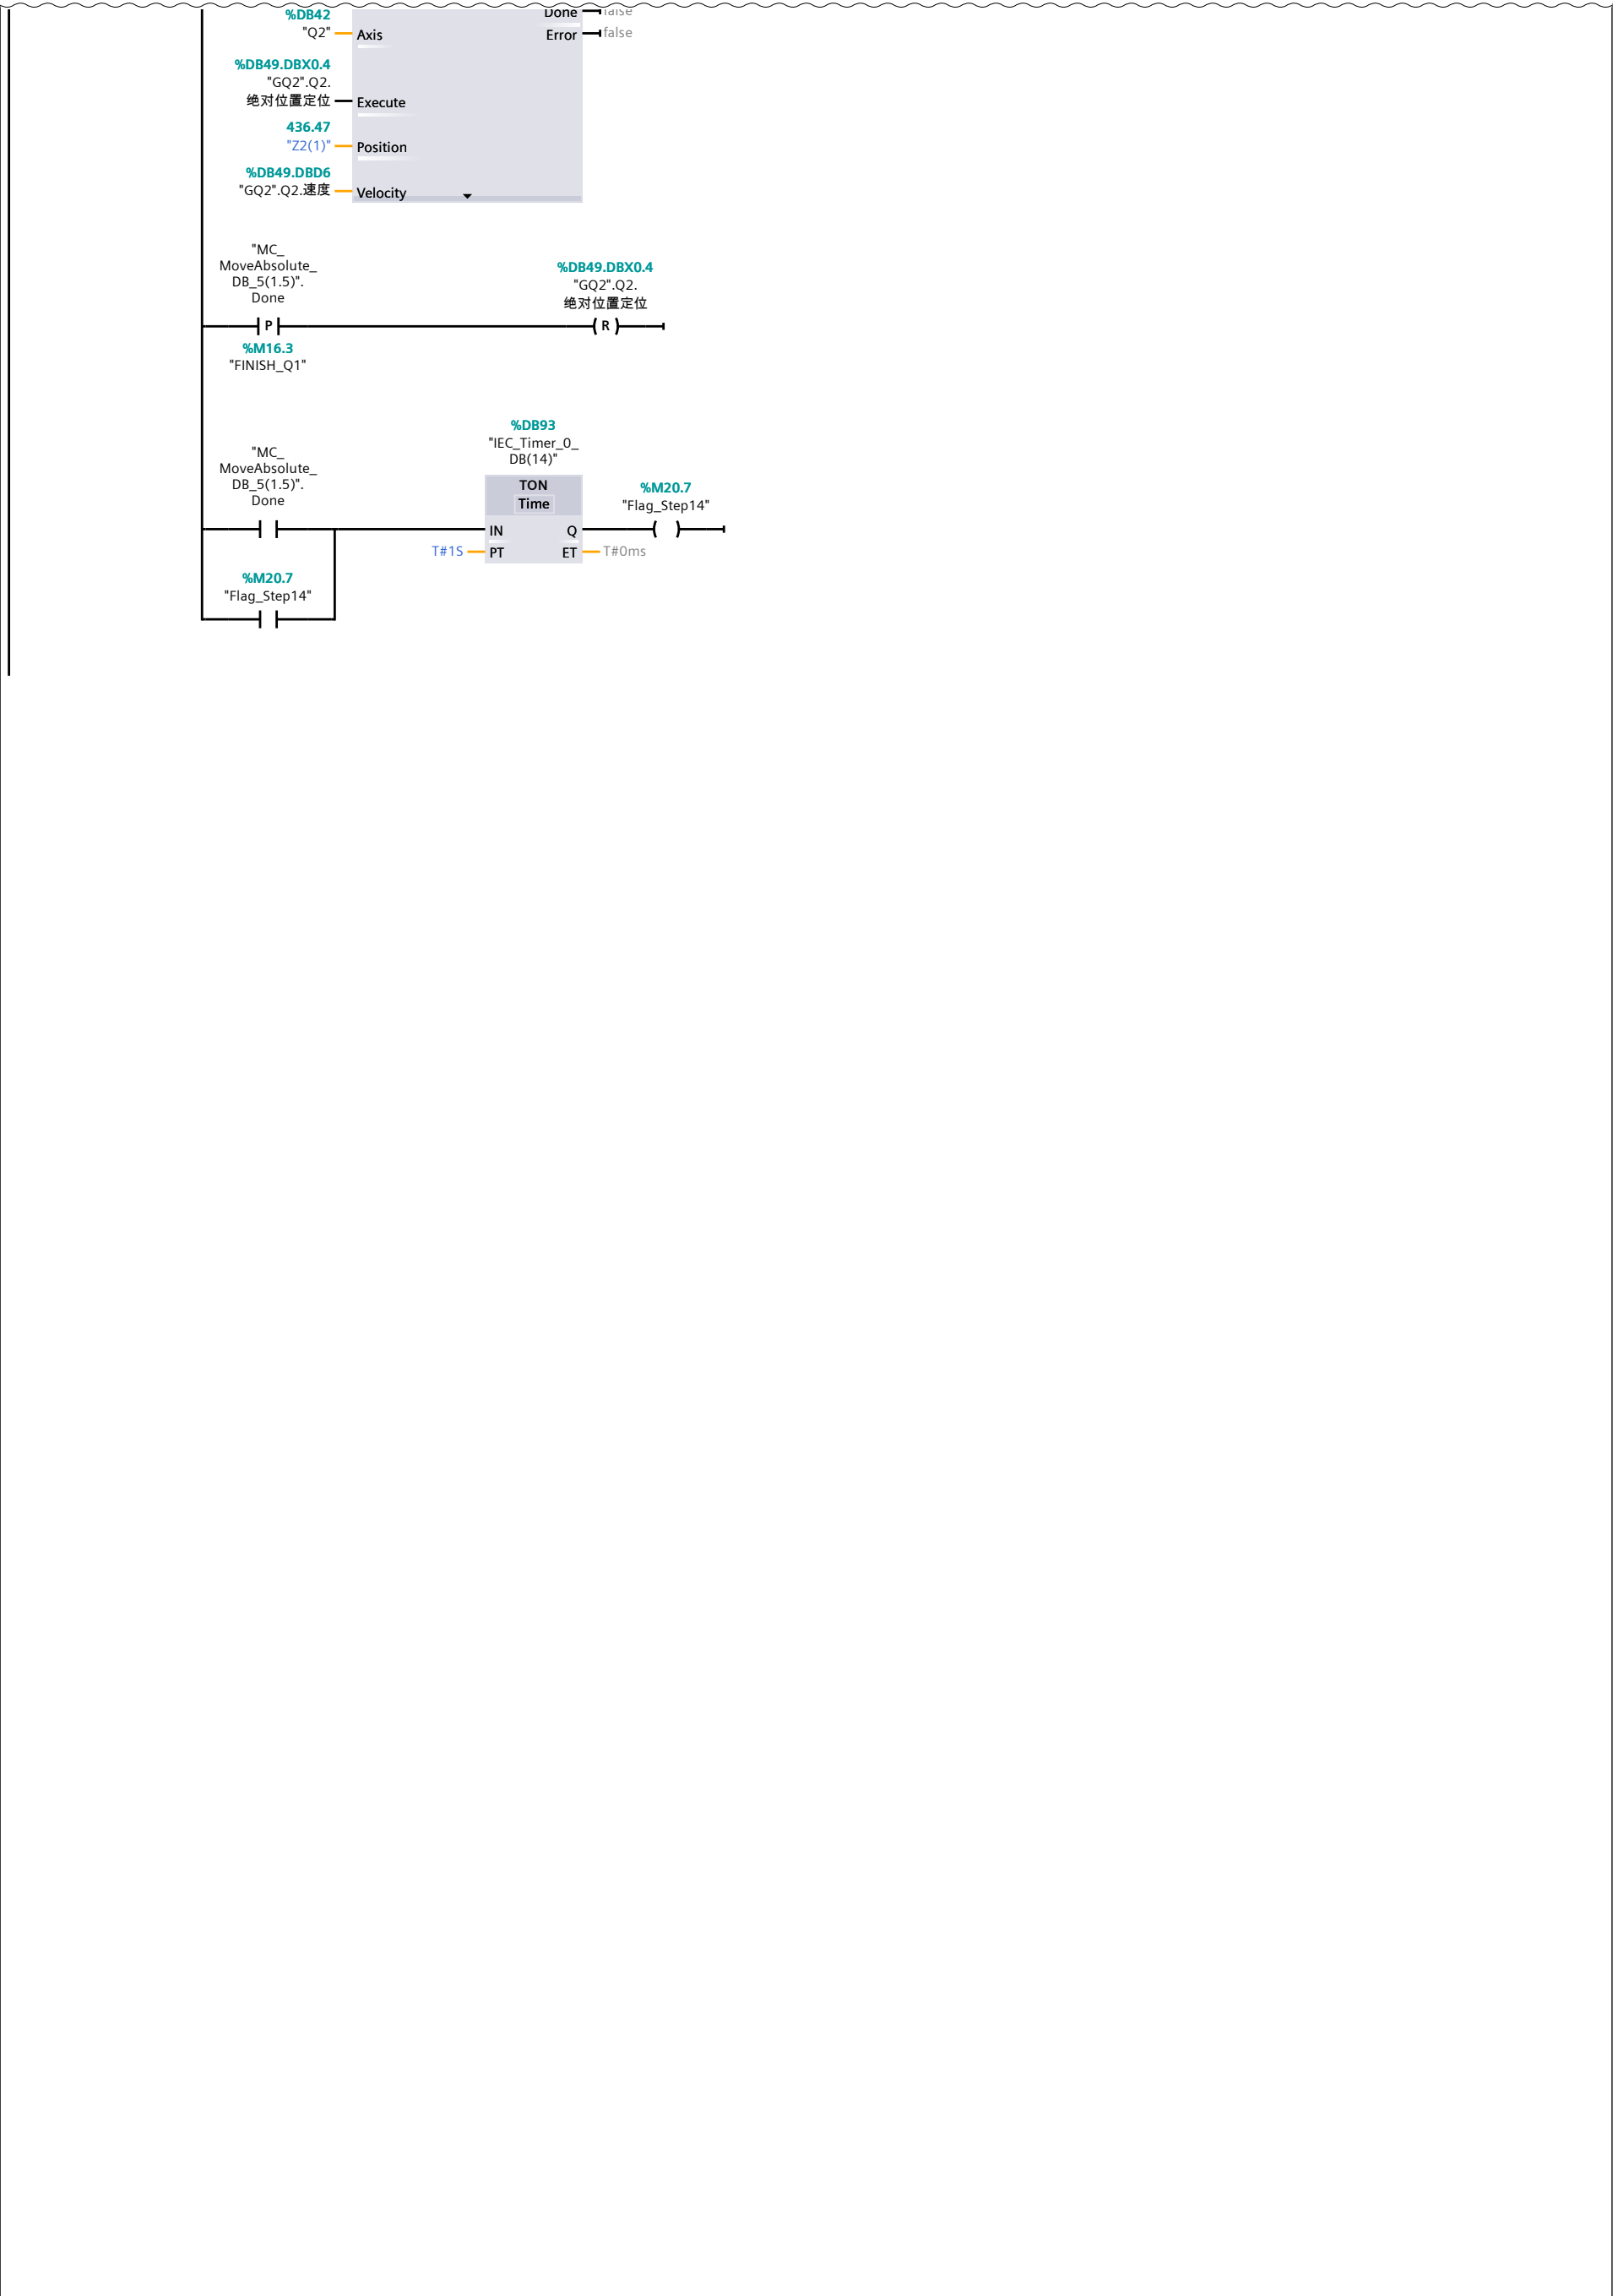 Done
false
%DB42
"Q2"
Axis
Error
false
%DB49.DBX0.4
"GQ2".Q2.
绝对位置定位
Execute
436.47
"Z2(1)"
Position
%DB49.DBD6
"GQ2".Q2.速度
Velocity
"MC_
MoveAbsolute_
DB_5(1.5)".
Done
%DB49.DBX0.4
"GQ2".Q2.
绝对位置定位
P
R
%M16.3
"FINISH_Q1"
%DB93
"IEC_Timer_0_
DB(14)"
"MC_
MoveAbsolute_
DB_5(1.5)".
Done
TON
Time
%M20.7
"Flag_Step14"
IN
Q
T#1S
PT
ET
T#0ms
%M20.7
"Flag_Step14"